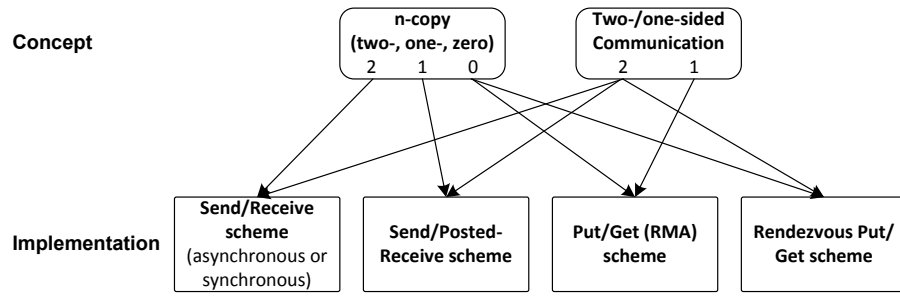 Concept
n-copy
(two-, one-, zero)
2 1 0
Two-/one-sided
Communication
2 1
Implementation
Send/Receive
scheme
(asynchronous or
synchronous)
Send/Posted-
Receive scheme
Put/Get (RMA)
scheme
Rendezvous Put/
Get scheme